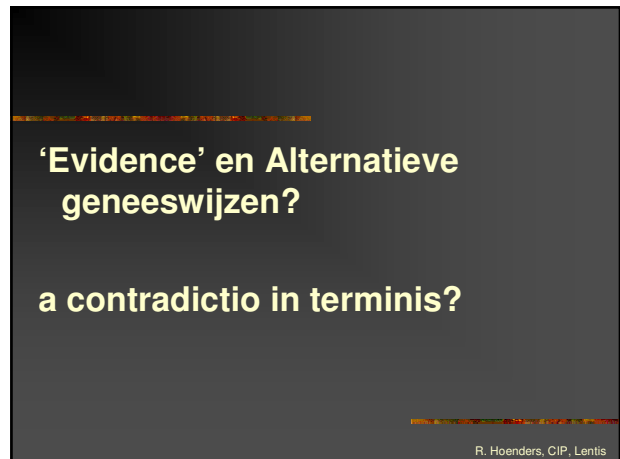 ‘Evidence’ en Alternatieve
geneeswijzen?
a contradictio in terminis?
R. Hoenders, CIP, Lentis